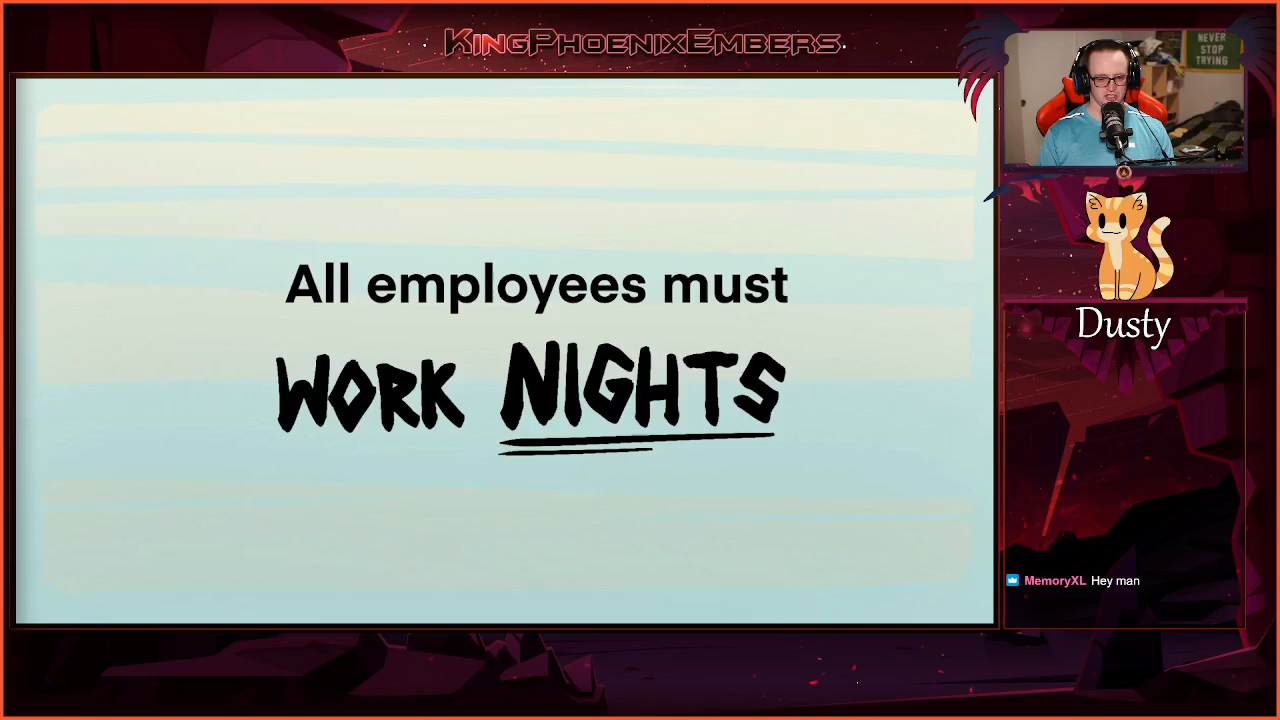 KingPhoenixEmbers
NEVER
STOP
TRYING
All employees must
WORK NIGHTS
Dusty
MemoryXL Hey man